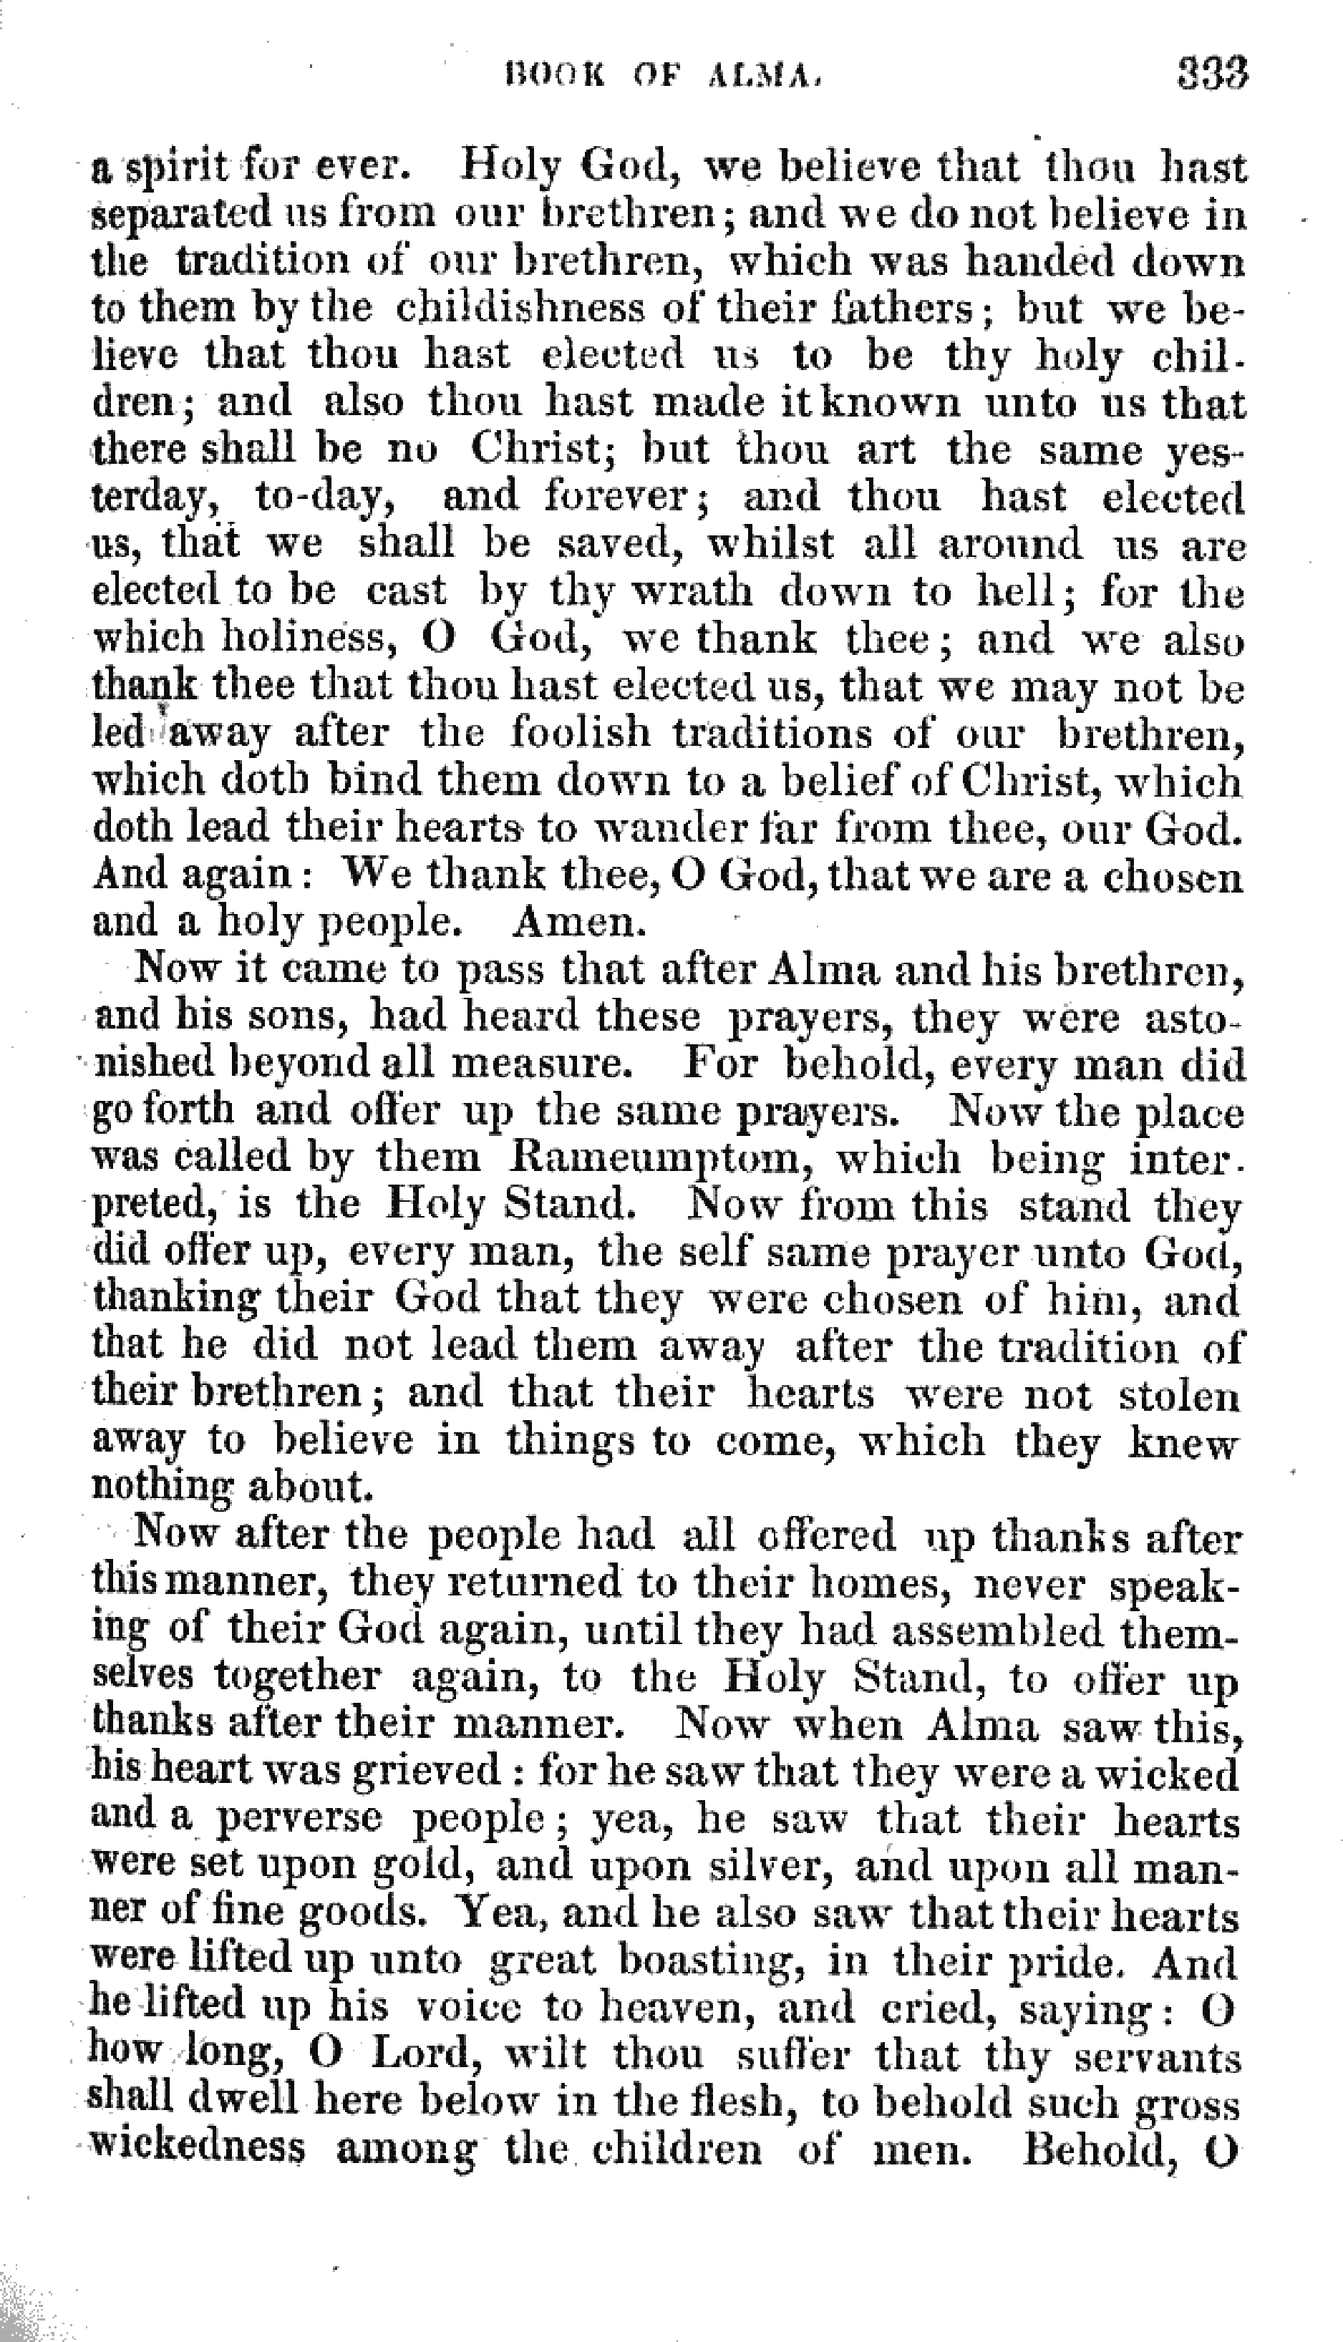 BOOK OF ALMA. 333
a spirit for ever. Holy God, we believe that thou hast
separated us from our brethren; and we do not believe in
the tradition of our brethren, which was handed down
to them by the childishness of their fathers; but we be-
lieve that thou hast elected us to be thy holy chil-
dren; and also thou hast made it known unto us that
there shall be no Christ; but thou art the same yes-
terday, to-day, and forever; and thou hast elected
us, that we shall be saved, whilst all around us are
elected to be cast by thy wrath down to hell; for the
which holiness, O God, we thank thee; and we also
thank thee that thou hast elected us, that we may not be
led away after the foolish traditions of our brethren,
which doth bind them down to a belief of Christ, which
doth lead their hearts to wander far from thee, our God.
And again: We thank thee, O God, that we are a chosen
and a holy people. Amen.
Now it came to pass that after Alma and his brethren,
and his sons, had heard these prayers, they were asto-
nished beyond all measure. For behold, every man did
go forth and offer up the same prayers. Now the place
was called by them Rameumptom, which being inter-
preted, is the Holy Stand. Now from this stand they
did offer up, every man, the self same prayer unto God,
thanking their God that they were chosen of him, and
that he did not lead them away after the tradition of
their brethren; and that their hearts were not stolen
away to believe in things to come, which they knew
nothing about.
Now after the people had all offered up thanks after
this manner, they returned to their homes, never speak-
ing of their God again, until they had assembled them-
selves together again, to the Holy Stand, to offer up
thanks after their manner. Now when Alma saw this,
his heart was grieved: for he saw that they were a wicked
and a perverse people; yea, he saw that their hearts
were set upon gold, and upon silver, and upon all man-
ner of fine goods. Yea, and he also saw that their hearts
were lifted up unto great boasting, in their pride. And
he lifted up his voice to heaven, and cried, saying: O
how long, O Lord, wilt thou suffer that thy servants
shall dwell here below in the flesh, to behold such gross
wickedness among the children of men. Behold, O